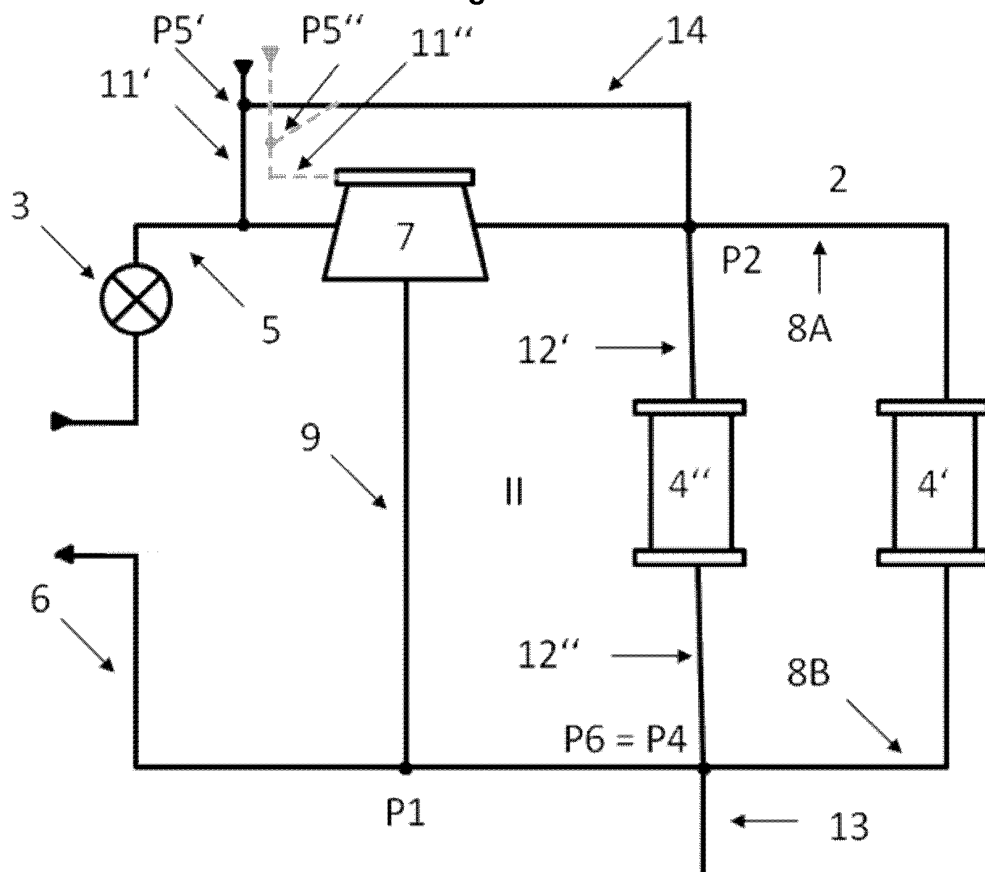 P5‘ P5“ 11“ 14
11‘
3 2
7
P2
5
12‘ 8A
9
II 4“ 4‘
6
12“ 8B
P6 = P4
P1 13